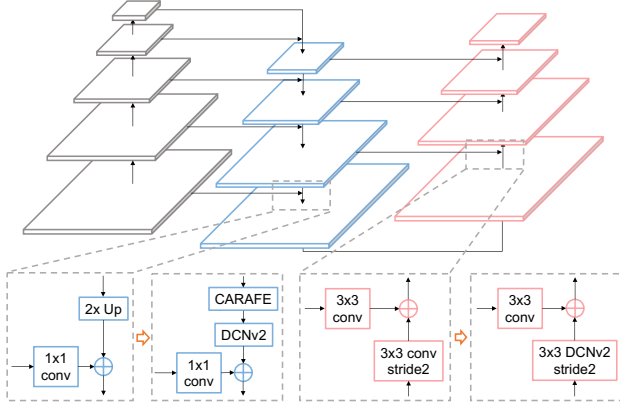 2x Up
1x1
conv
CARAFE
DCNv2
1x1
conv
3x3
conv
3x3 conv
stride2
3x3
conv
3x3 DCNv2
stride2